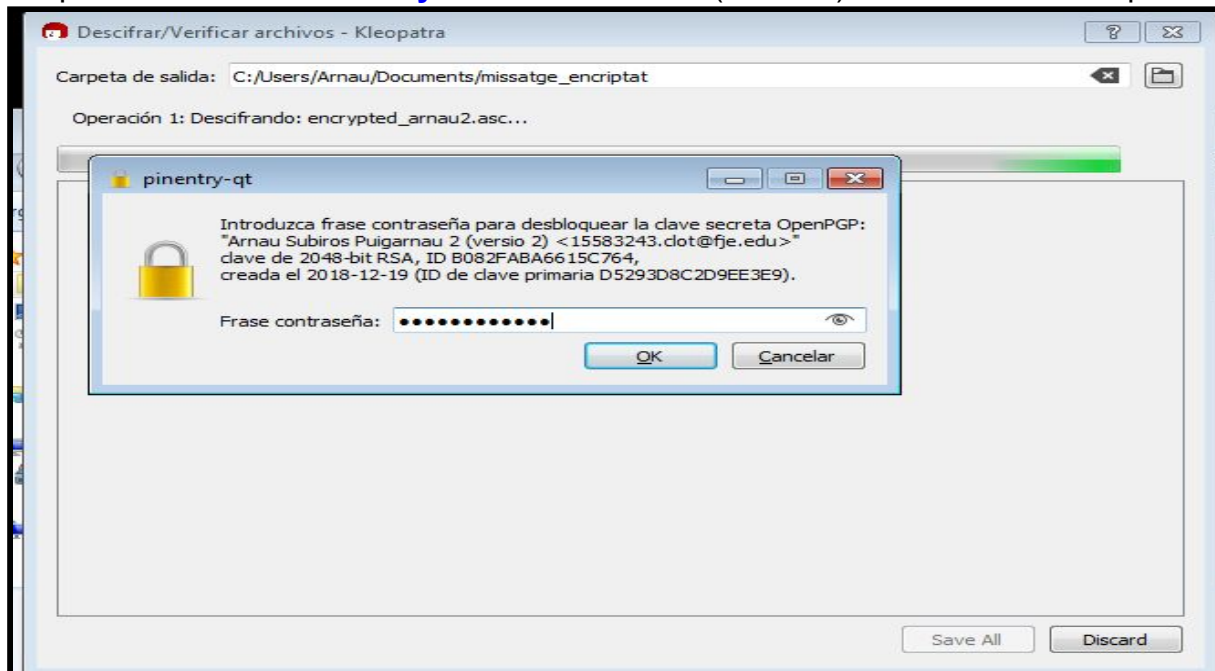 Descifrar/Verificar archivos - Kleopatra
Carpeta de salida: C:/Users/Arnau/Documents/missatge_encriptat
Operación 1: Descifrando: encrypted_arnau2.asc...
pinentry-qt
Introduzca frase contraseña para desbloquear la clave secreta OpenPGP:
"Arnau Subiros Puigarnau 2 (versio 2) <15583243.clot@fje.edu>"
clave de 2048-bit RSA, ID B082FABA6615C764,
creada el 2018-12-19 (ID de clave primaria D5293D8C2D9EE3E9).
Frase contraseña: ●●●●●●●●●●●●
OK Cancelar
Save All Discard